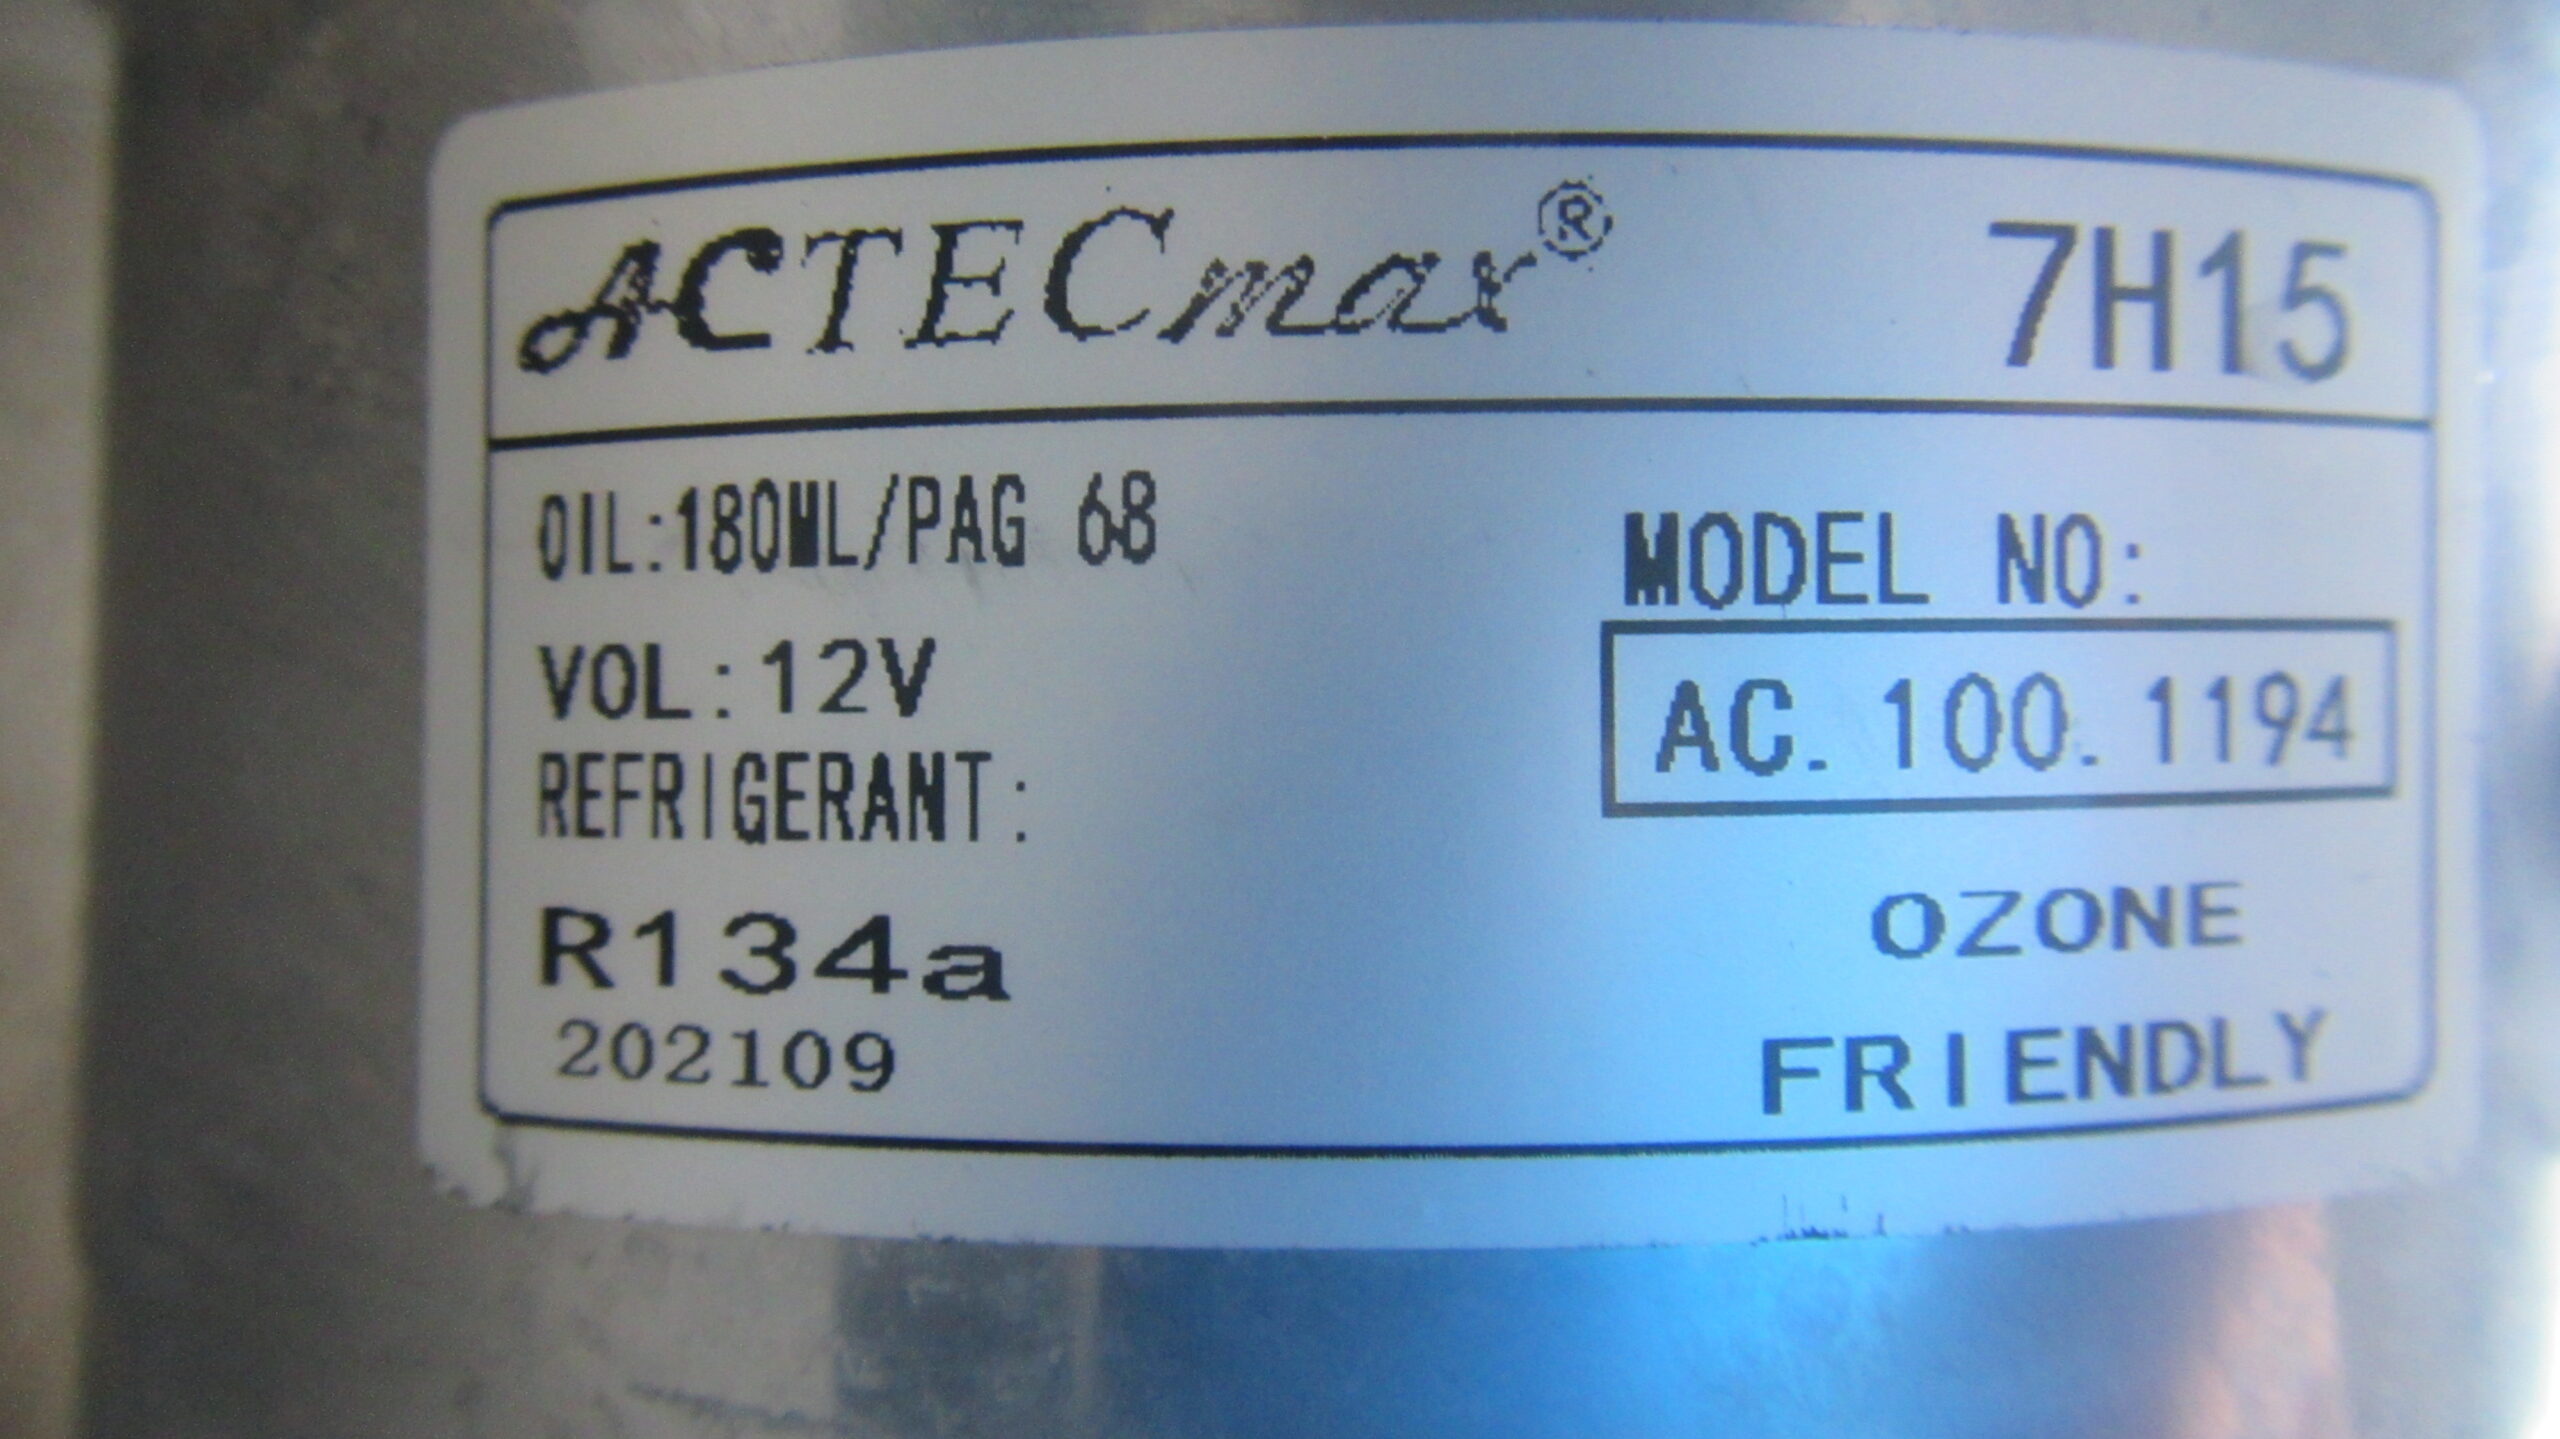 ACTECmax® 7H15
OIL:180ML/PAG 68
VOL:12V
REFRIGERANT:
R134a
202109
MODEL NO:
AC.100.1194
OZONE
FRIENDLY